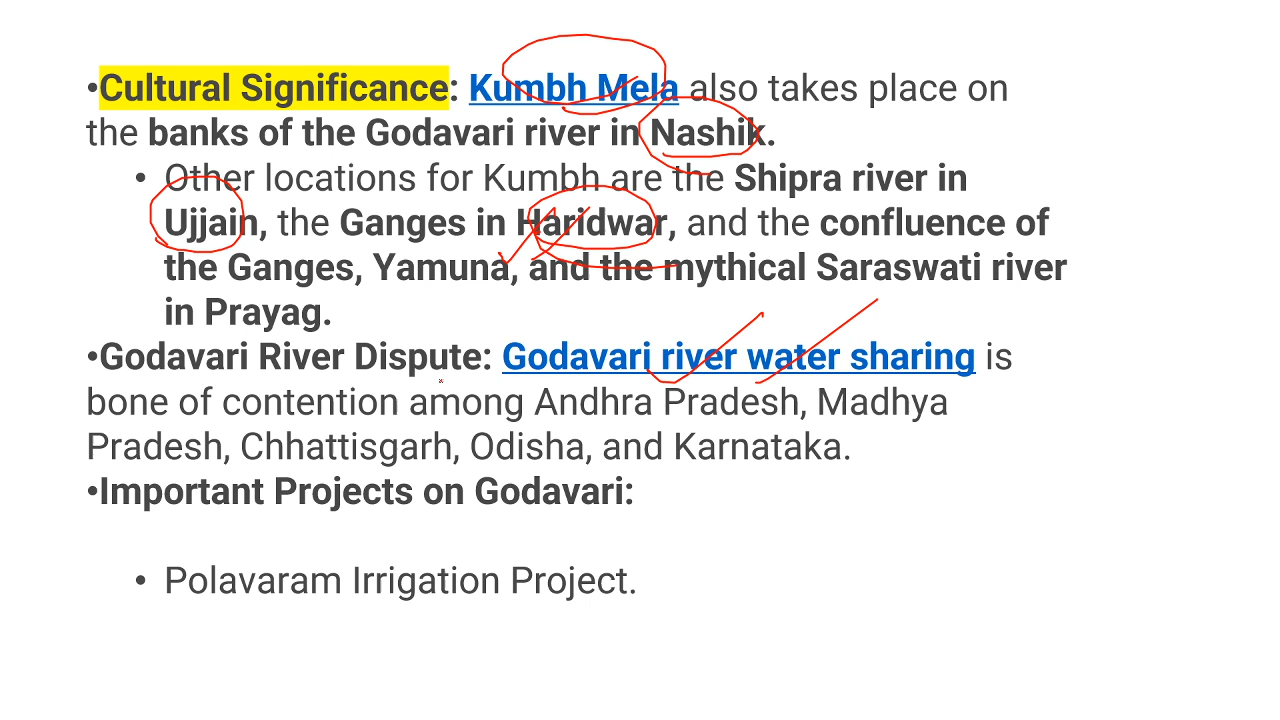 •Cultural Significance: Kumbh Mela also takes place on
the banks of the Godavari river in Nashik.
• Other locations for Kumbh are the Shipra river in
Ujjain, the Ganges in Haridwar, and the confluence of
the Ganges, Yamuna, and the mythical Saraswati river
in Prayag.
•Godavari River Dispute: Godavari river water sharing is
bone of contention among Andhra Pradesh, Madhya
Pradesh, Chhattisgarh, Odisha, and Karnataka.
•Important Projects on Godavari:
• Polavaram Irrigation Project.